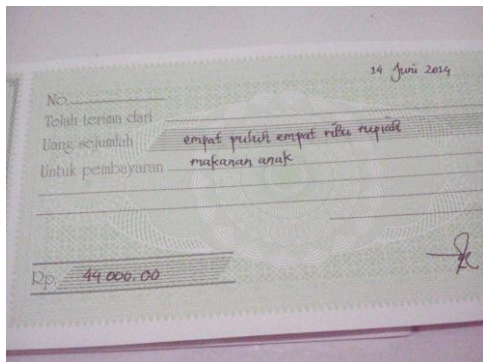 14 Juni 2014
No.
Telah terima dari
Uang sejumlah empat puluh empat ribu rupiah
Untuk pembayaran makanan anak
Rp. 44 000.00